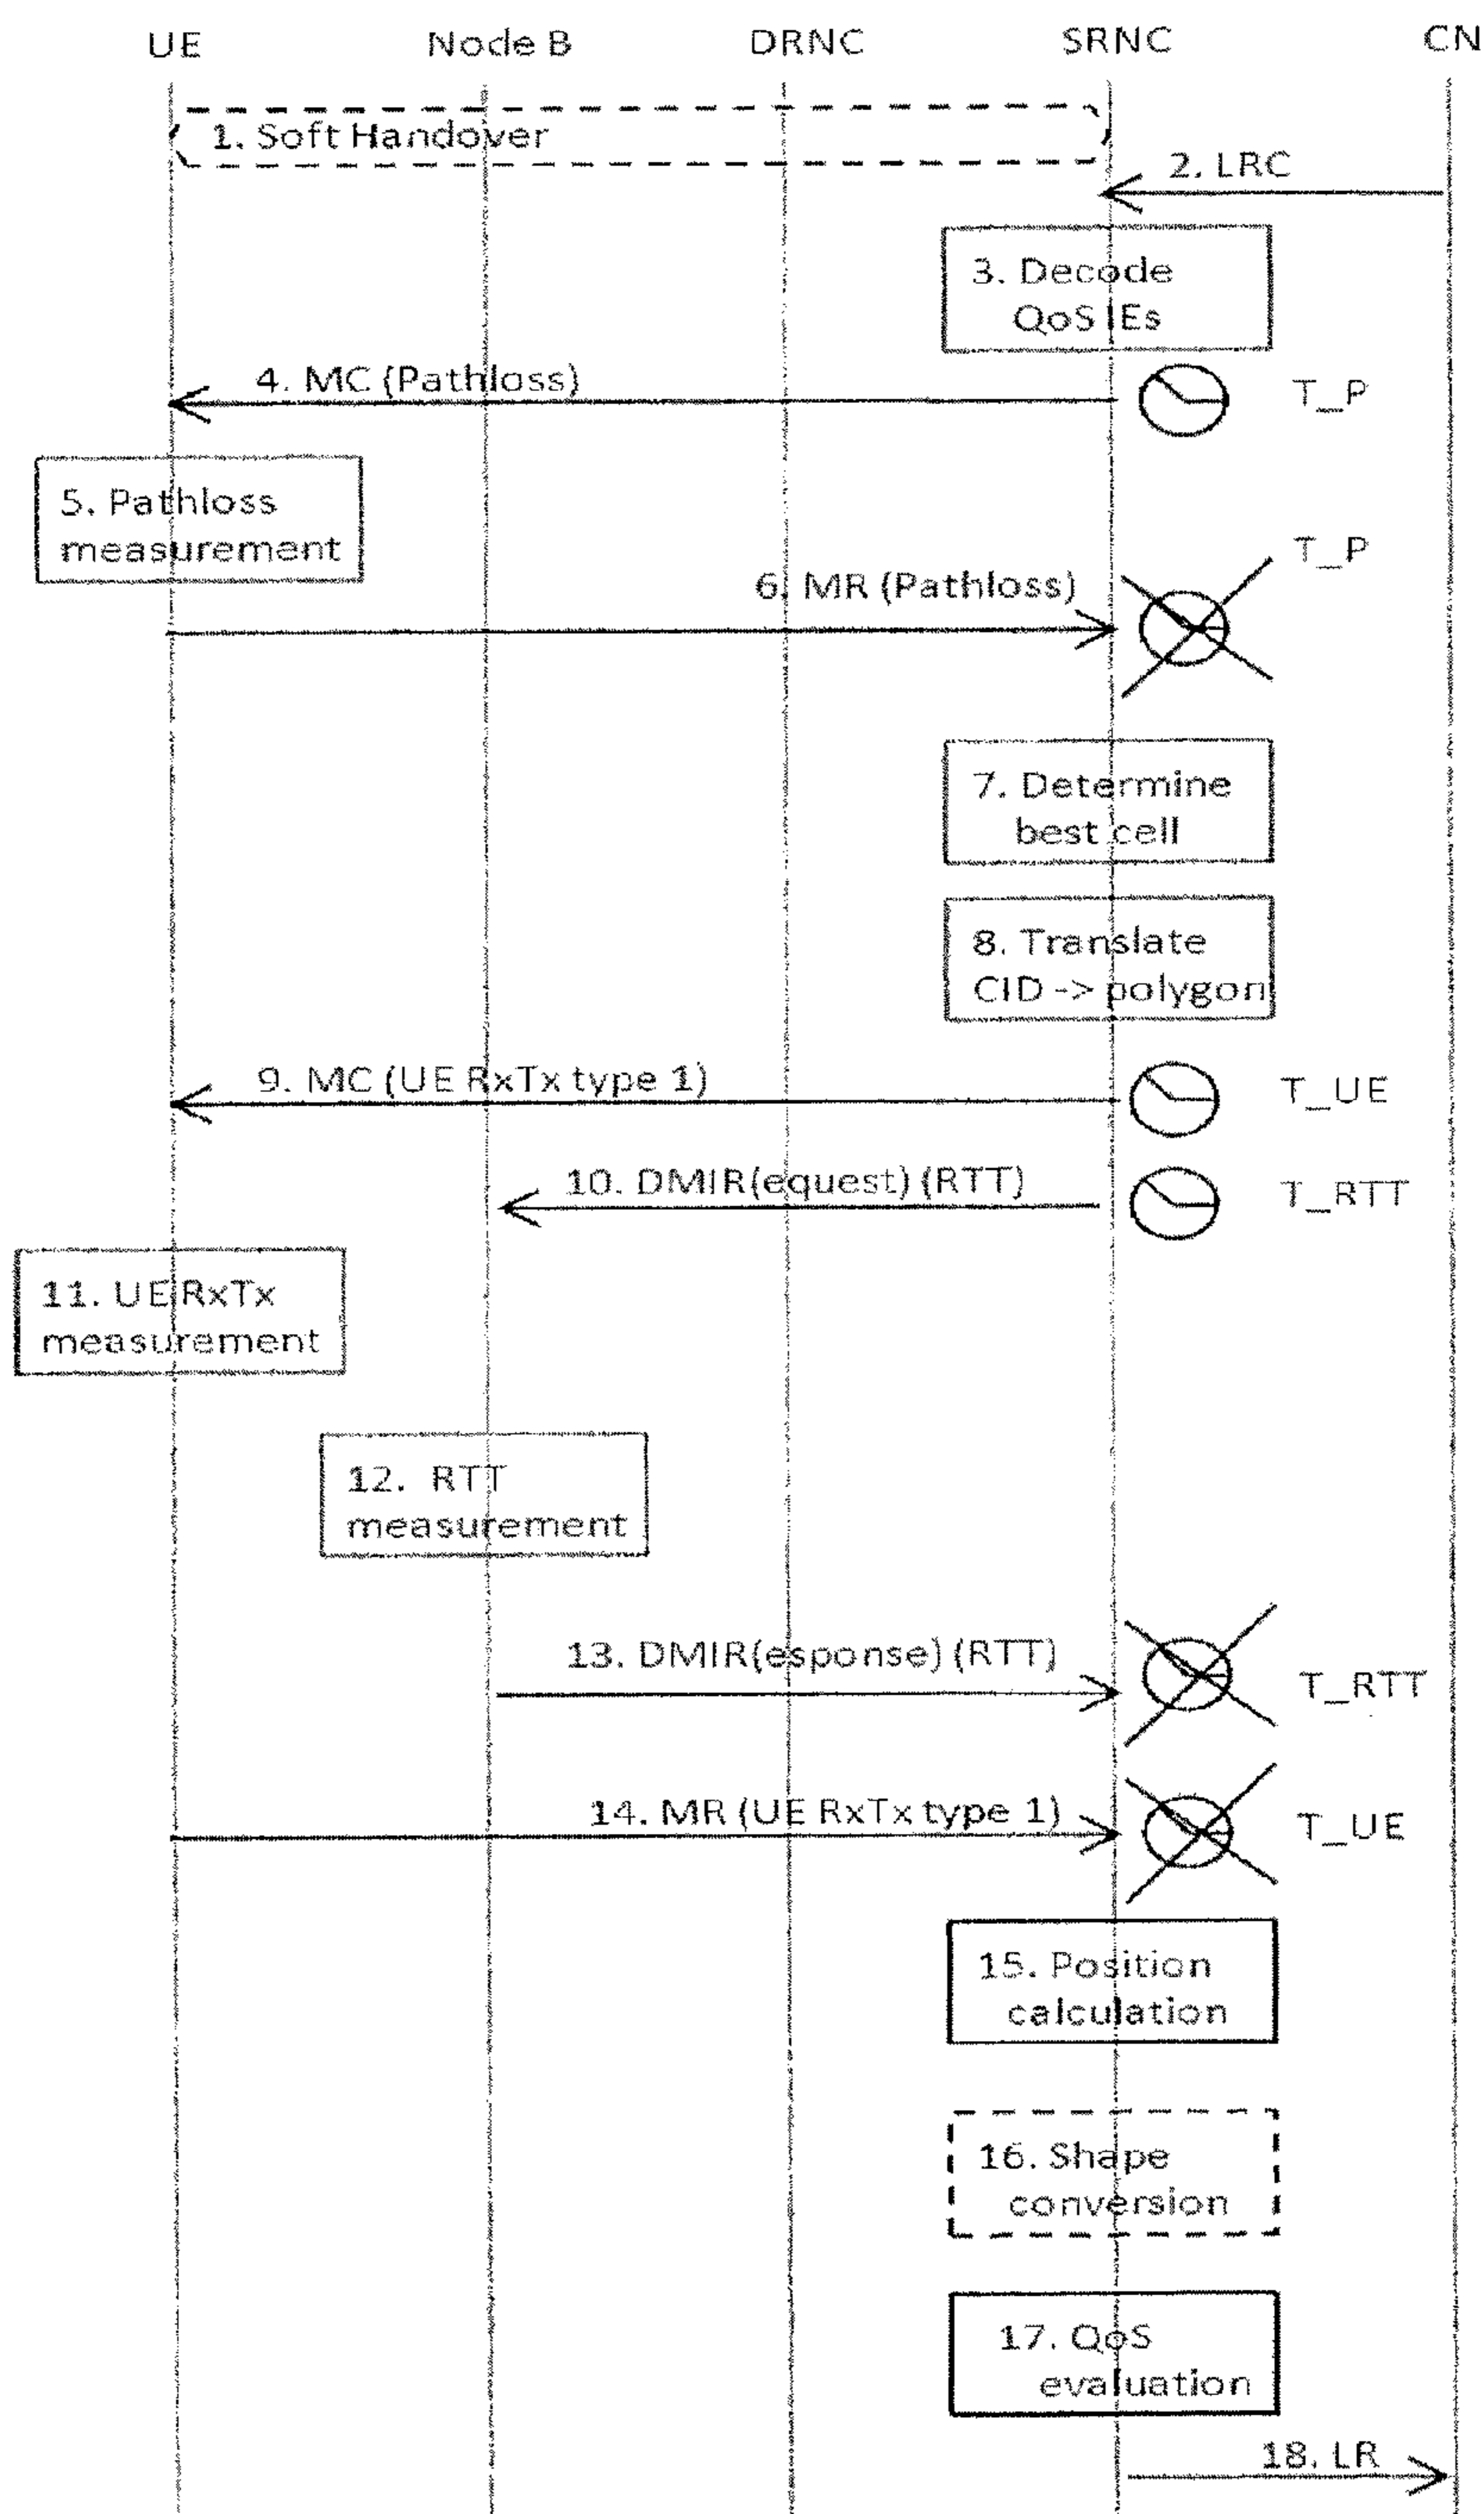 UE Node B DRNC SRNC CN
1. Soft Handover
2. LRC
3. Decode
QoS IEs
4. MC (Pathloss)
T_P
5. Pathloss
measurement
T_P
6. MR (Pathloss)
7. Determine
best cell
8. Translate
CID -> polygon
9. MC (UE RxTx type 1)
T_UE
10. DMIR(equest) (RTT)
T_RTT
11. UE RxTx
measurement
12. RTT
measurement
13. DMIR(esponse) (RTT)
T_RTT
14. MR (UE RxTx type 1)
T_UE
15. Position
calculation
16. Shape
conversion
17. QoS
evaluation
18. LR